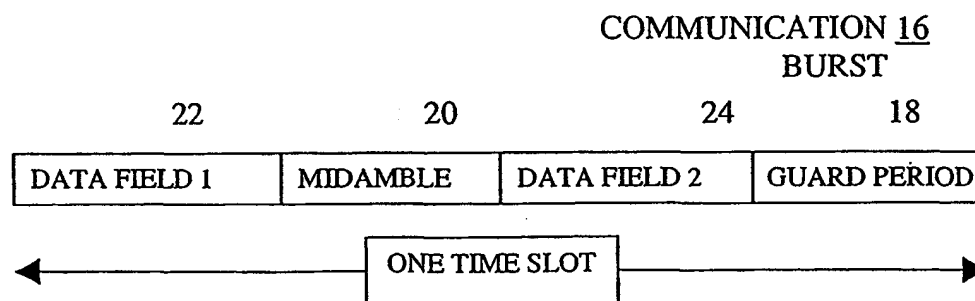 COMMUNICATION 16
BURST
22 20 24 18
DATA FIELD 1 MIDAMBLE DATA FIELD 2 GUARD PERIOD
ONE TIME SLOT